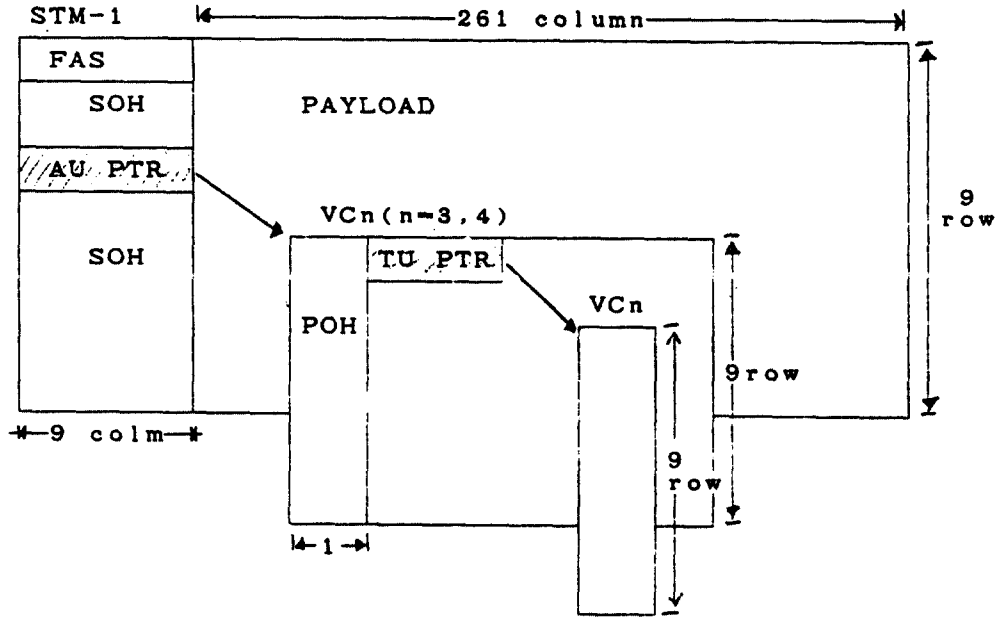 STM-1
261 column
FAS
SOH
PAYLOAD
AU PTR
9
row
VCn(n=3,4)
SOH
TU PTR
VCn
POH
9row
9 colm
9
row
1